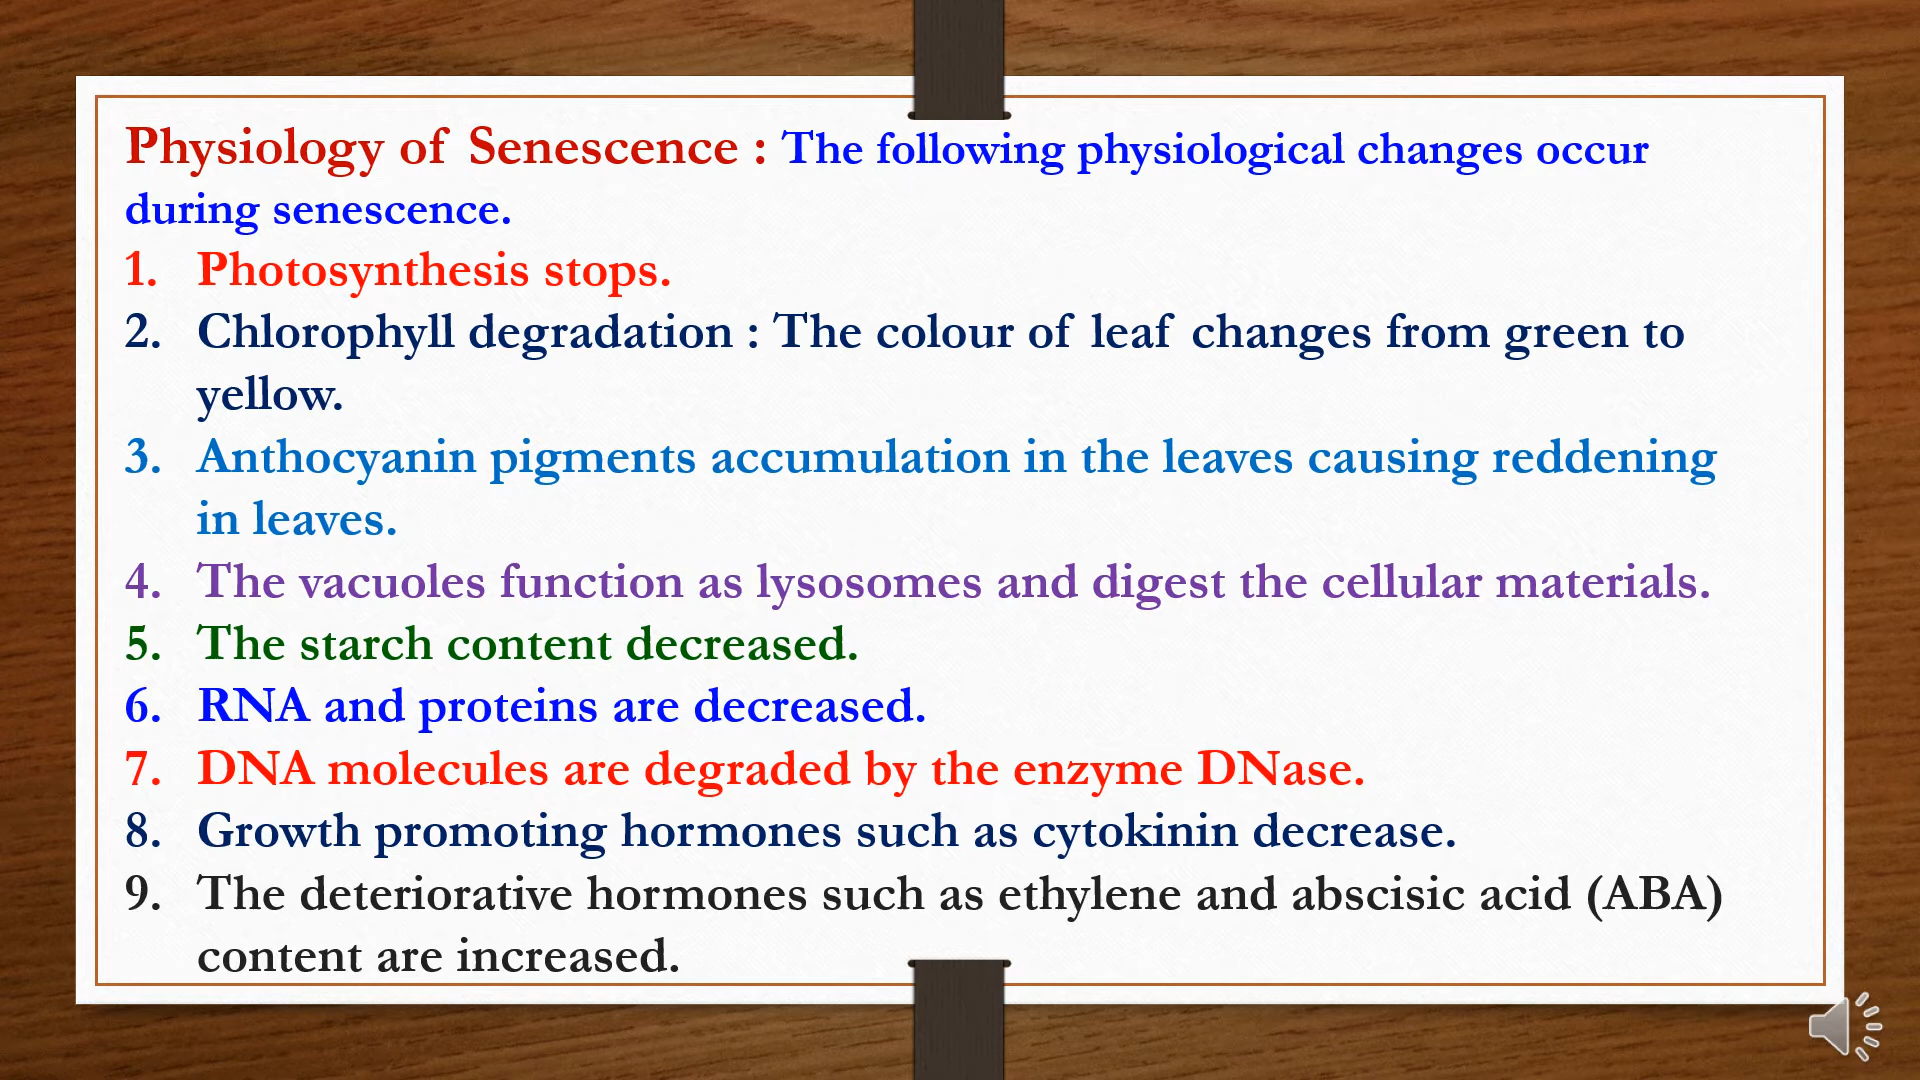 Physiology of Senescence : The following physiological changes occur
during senescence.
1. Photosynthesis stops.
2. Chlorophyll degradation : The colour of leaf changes from green to
yellow.
3. Anthocyanin pigments accumulation in the leaves causing reddening
in leaves.
4. The vacuoles function as lysosomes and digest the cellular materials.
5. The starch content decreased.
6. RNA and proteins are decreased.
7. DNA molecules are degraded by the enzyme DNase.
8. Growth promoting hormones such as cytokinin decrease.
9. The deteriorative hormones such as ethylene and abscisic acid (ABA)
content are increased.